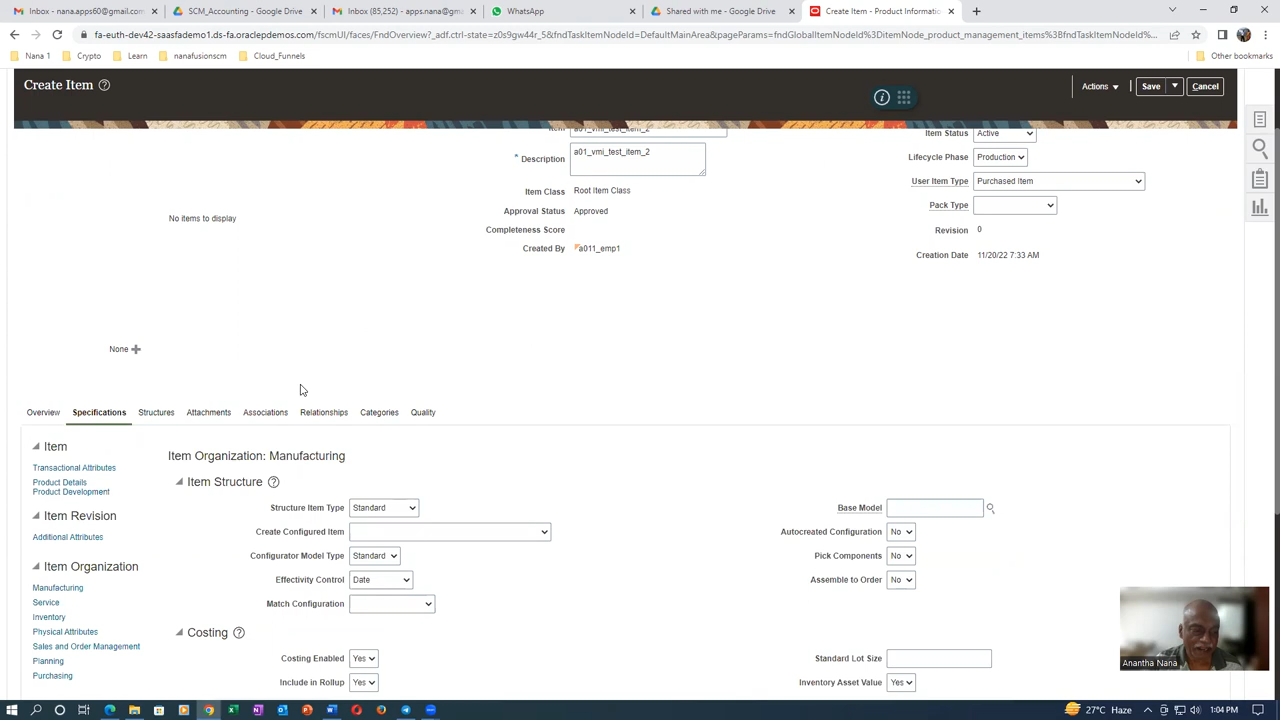 Inbox - nanafusion60@gmail.com
SCM_Accounting - Google Drive
Inbox (85,252) - apps.nana@gm
WhatsApp
Shared with me - Google Drive
Create Item - Product Informatio
fa-euth-dev42-saasfademo1.ds-fa.oraclepdemos.com/fscmUI/faces/FndOverview?_adf.ctrl-state=z0s9gw44r_5&fndGlobalItemNodeId=
Nana 1
Crypto
Learn
nanafusionscm
Cloud_Funnels
Other bookmarks
Create Item
Actions
Save
Cancel
Item a01_vmi_test_item_2
Item Status Active
* Description a01_vmi_test_item_2
Lifecycle Phase Production
User Item Type Purchased Item
Item Class Root Item Class
Pack Type
Approval Status Approved
No items to display
Completeness Score
Revision 0
Created By a011_emp1
Creation Date 11/20/22 7:33 AM
None
Overview
Specifications
Structures
Attachments
Associations
Relationships
Categories
Quality
Item
Transactional Attributes
Product Details
Product Development
Item Revision
Additional Attributes
Item Organization
Manufacturing
Service
Inventory
Physical Attributes
Sales and Order Management
Planning
Purchasing
Item Organization: Manufacturing
Item Structure
Structure Item Type Standard
Base Model
Create Configured Item
Autocreated Configuration No
Configurator Model Type Standard
Pick Components No
Effectivity Control Date
Assemble to Order No
Match Configuration
Costing
Costing Enabled Yes
Standard Lot Size
Include in Rollup Yes
Inventory Asset Value Yes
Anantha Nana
27°C Haze
1:04 PM